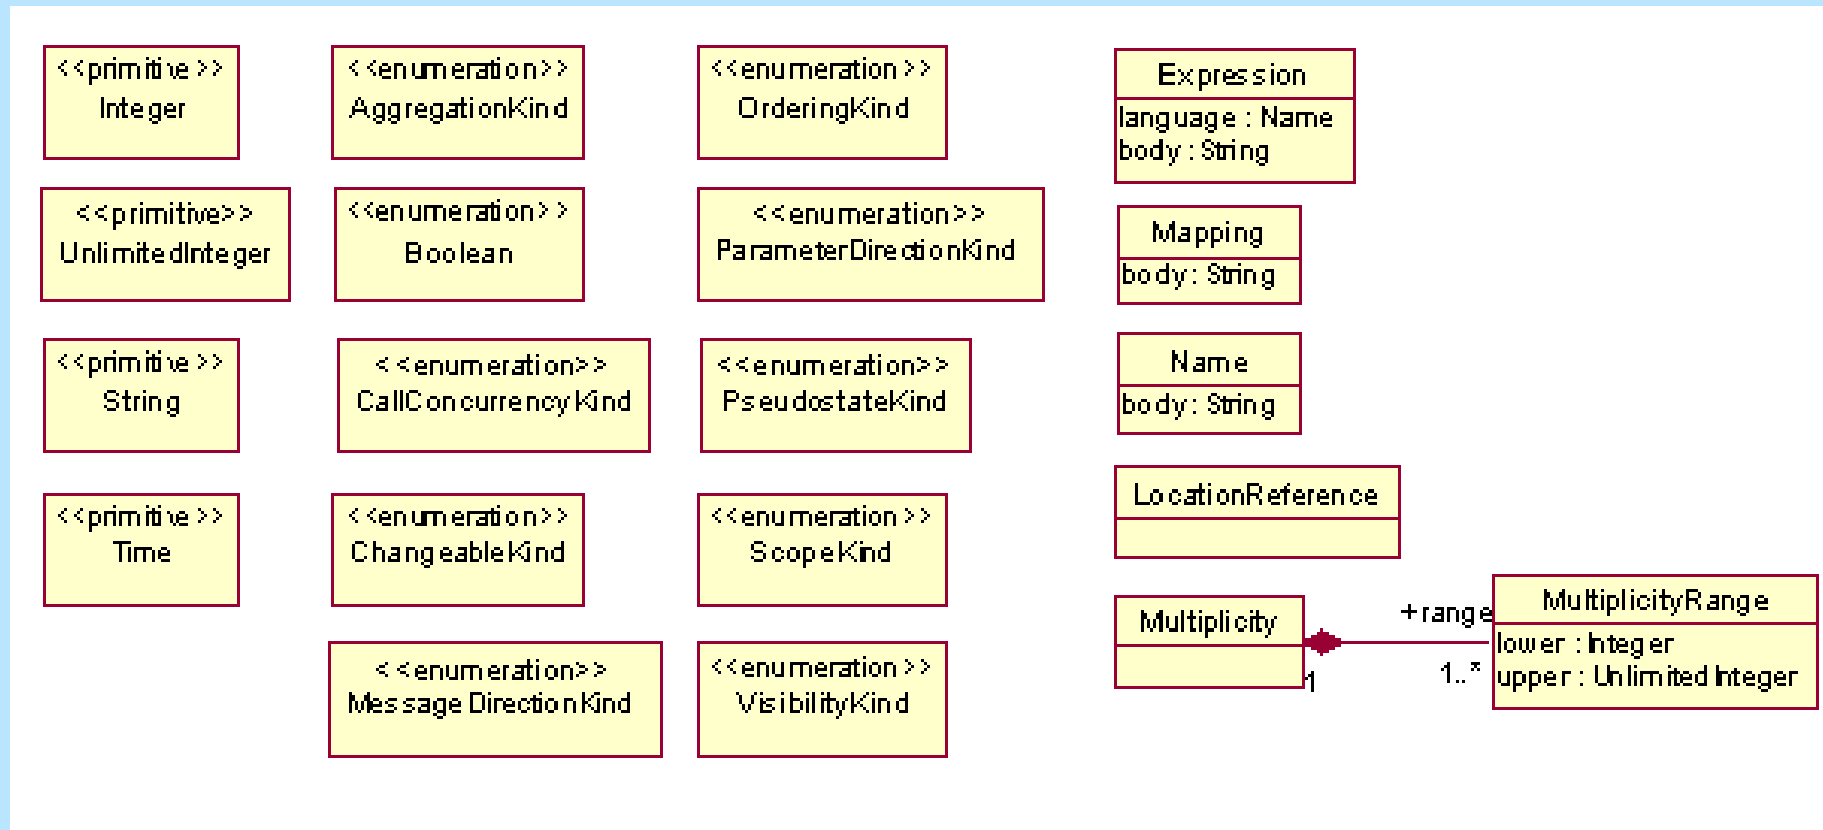 <<primitive>>
Integer
<<primitive>>
UnlimitedInteger
<<primitive>>
String
<<primitive>>
Time
<<enumeration>>
AggregationKind
<<enumeration>>
Boolean
<<enumeration>>
CallConcurrencyKind
<<enumeration>>
ChangeableKind
<<enumeration>>
MessageDirectionKind
<<enumeration>>
OrderingKind
<<enumeration>>
ParameterDirectionKind
<<enumeration>>
PseudostateKind
<<enumeration>>
ScopeKind
<<enumeration>>
VisibilityKind
Expression
language : Name
body : String
Mapping
body : String
Name
body : String
LocationReference
Multiplicity
1
+range
1..*
MultiplicityRange
lower : Integer
upper : UnlimitedInteger